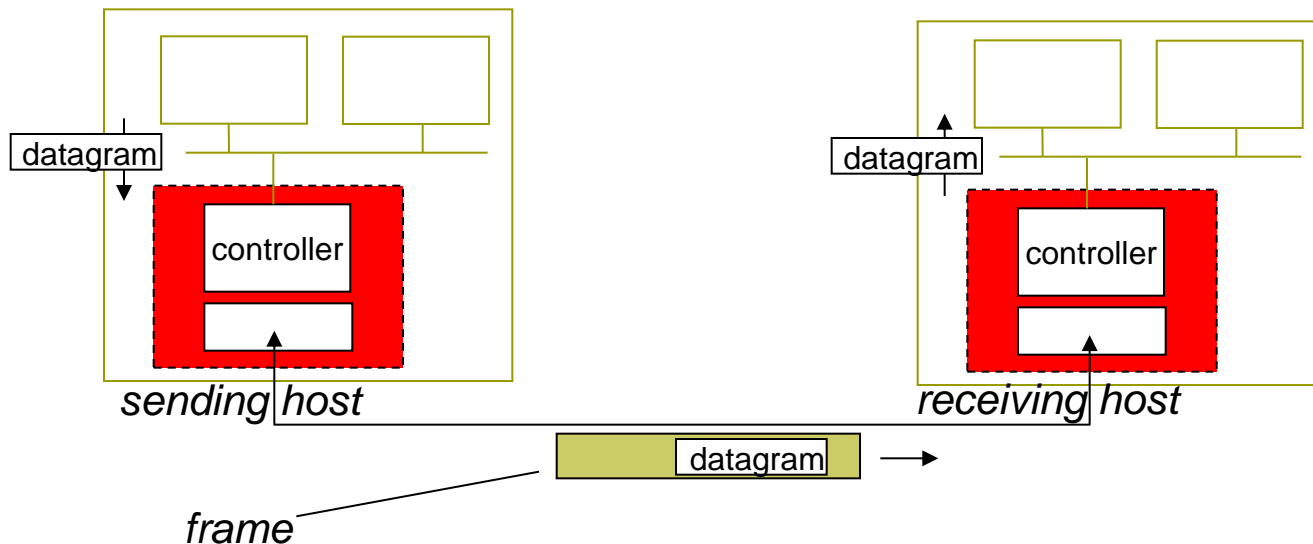 datagram
datagram
controller
controller
sending host
receiving host
datagram
frame